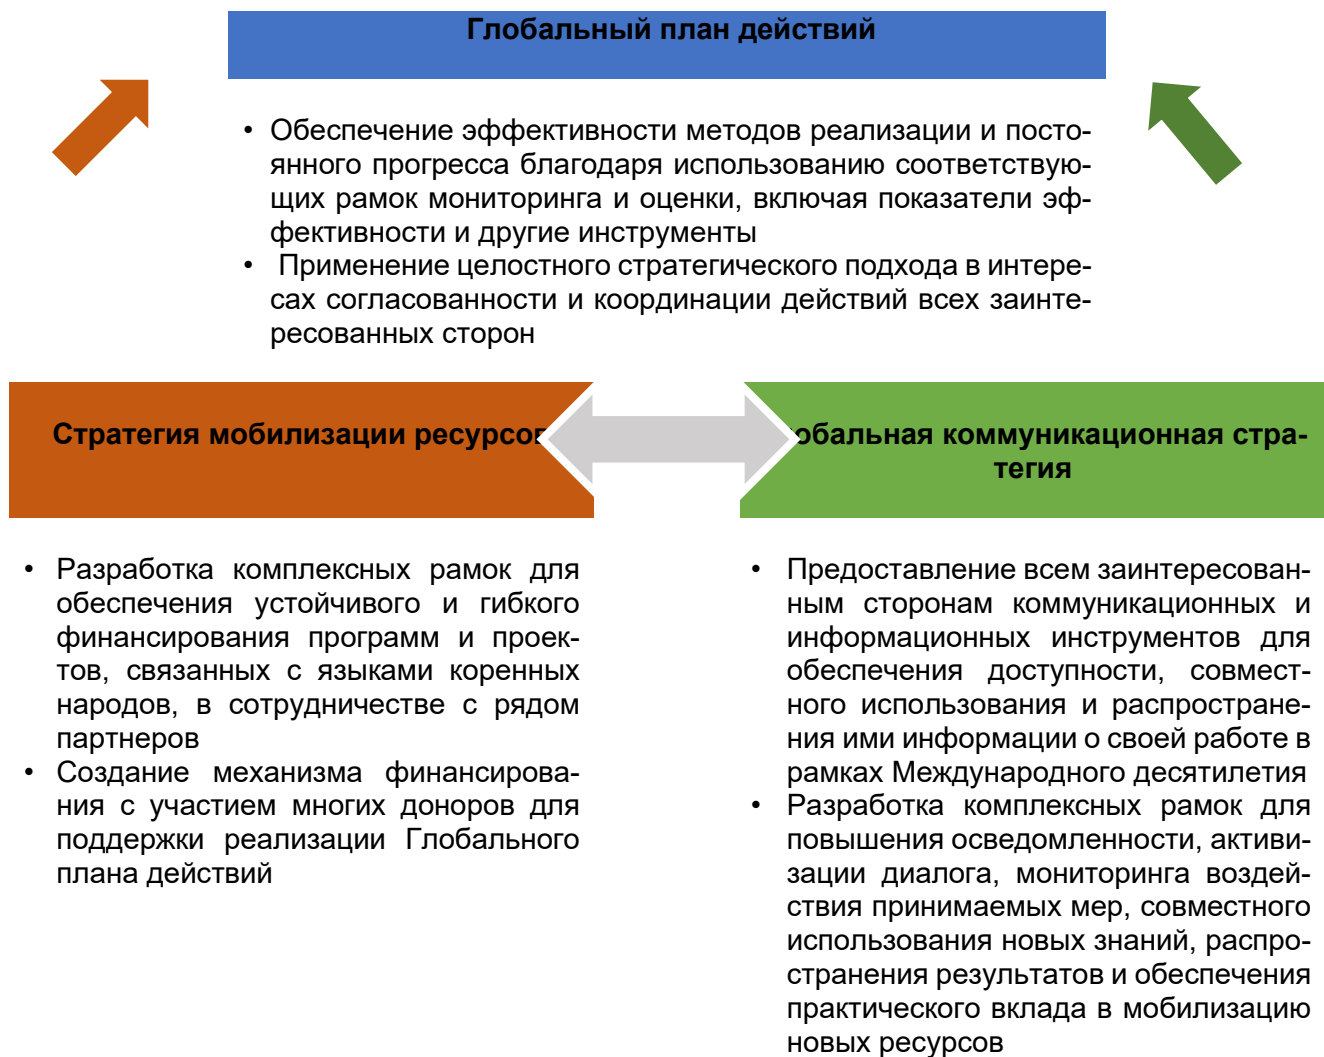 Глобальный план действий
• Обеспечение эффективности методов реализации и посто-
янного прогресса благодаря использованию соответствую-
щих рамок мониторинга и оценки, включая показатели эф-
фективности и другие инструменты
• Применение целостного стратегического подхода в интере-
сах согласованности и координации действий всех заинте-
ресованных сторон
Стратегия мобилизации ресурсов
обальная коммуникационная стра-
тегия
• Разработка комплексных рамок для
обеспечения устойчивого и гибкого
финансирования программ и проек-
тов, связанных с языками коренных
народов, в сотрудничестве с рядом
партнеров
• Создание механизма финансирова-
ния с участием многих доноров для
поддержки реализации Глобального
плана действий
• Предоставление всем заинтересован-
ным сторонам коммуникационных и
информационных инструментов для
обеспечения доступности, совмест-
ного использования и распростране-
ния ими информации о своей работе в
рамках Международного десятилетия
• Разработка комплексных рамок для
повышения осведомленности, активи-
зации диалога, мониторинга воздей-
ствия принимаемых мер, совместного
использования новых знаний, распро-
странения результатов и обеспечения
практического вклада в мобилизацию
новых ресурсов